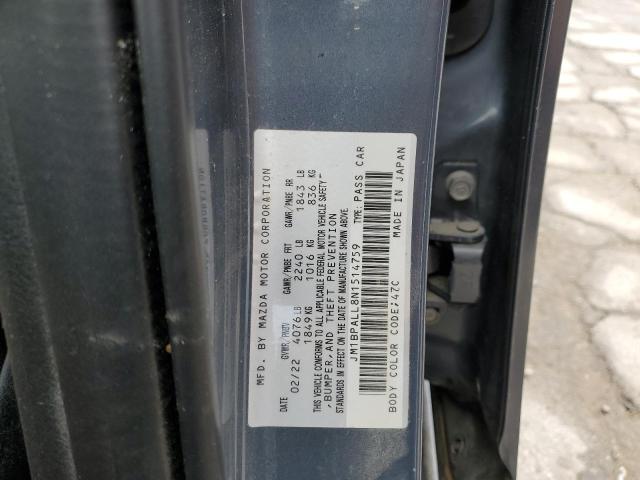 MFD. BY MAZDA MOTOR CORPORATION
DATE GVWR/PNBV GAWR/PNBE FRT GAWR/PNBE RR
02/22 4076 LB 2240 LB 1843 LB
1849 KG 1016 KG 836 KG
THIS VEHICLE CONFORMS TO ALL APPLICABLE FEDERAL MOTOR VEHICLE SAFETY
,BUMPER,AND THEFT PREVENTION
STANDARDS IN EFFECT ON THE DATE OF MANUFACTURE SHOWN ABOVE.
JM1BPALL8N1514759 TYPE: PASS CAR
BODY COLOR CODE:47C MADE IN JAPAN